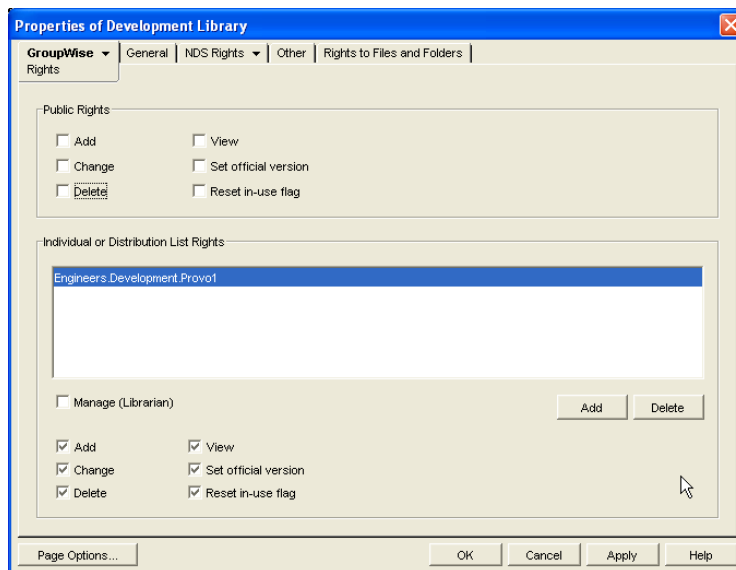 Properties of Development Library
GroupWise General NDS Rights Other Rights to Files and Folders
Rights
Public Rights
Add View
Change Set official version
Delete Reset in-use flag
Individual or Distribution List Rights
Engineers.Development.Provo1
Manage (Librarian)
Add Delete
Add View
Change Set official version
Delete Reset in-use flag
Page Options... OK Cancel Apply Help